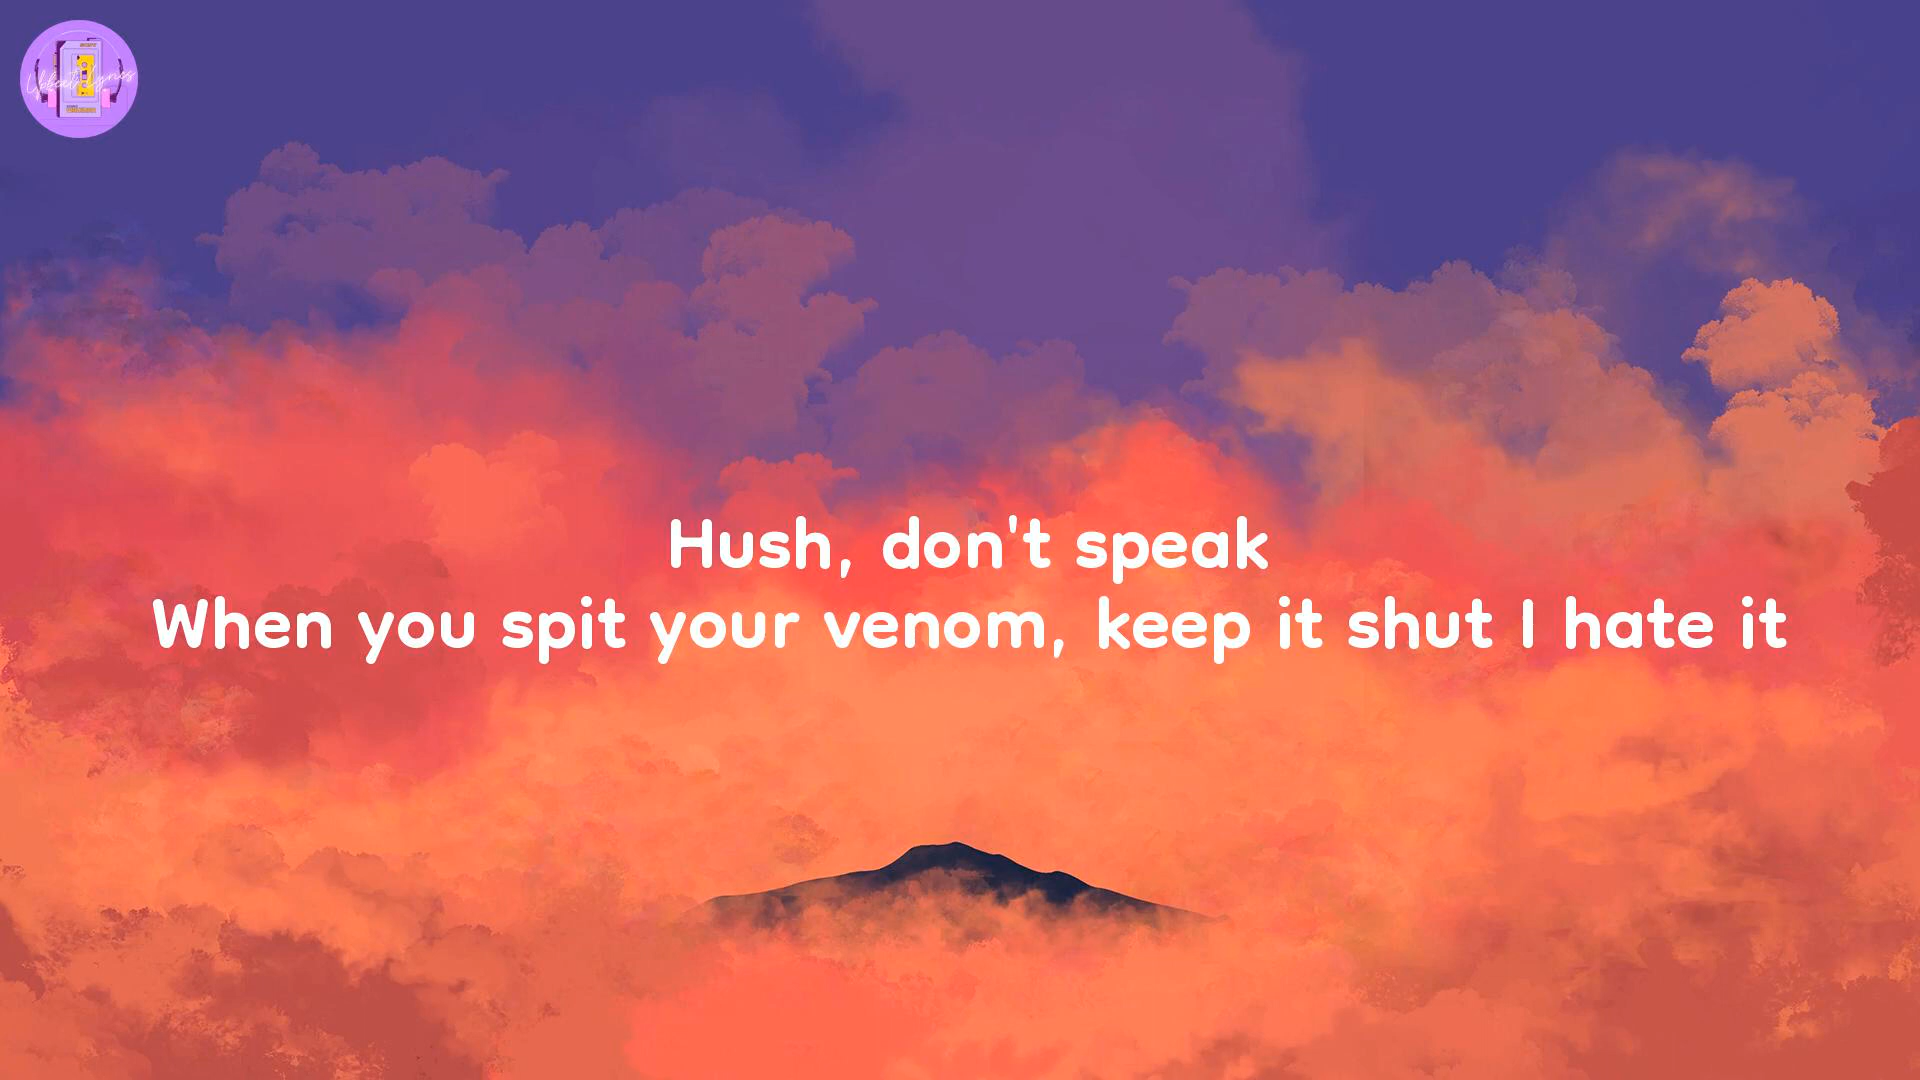 Hush, don't speak
When you spit your venom, keep it shut I hate it